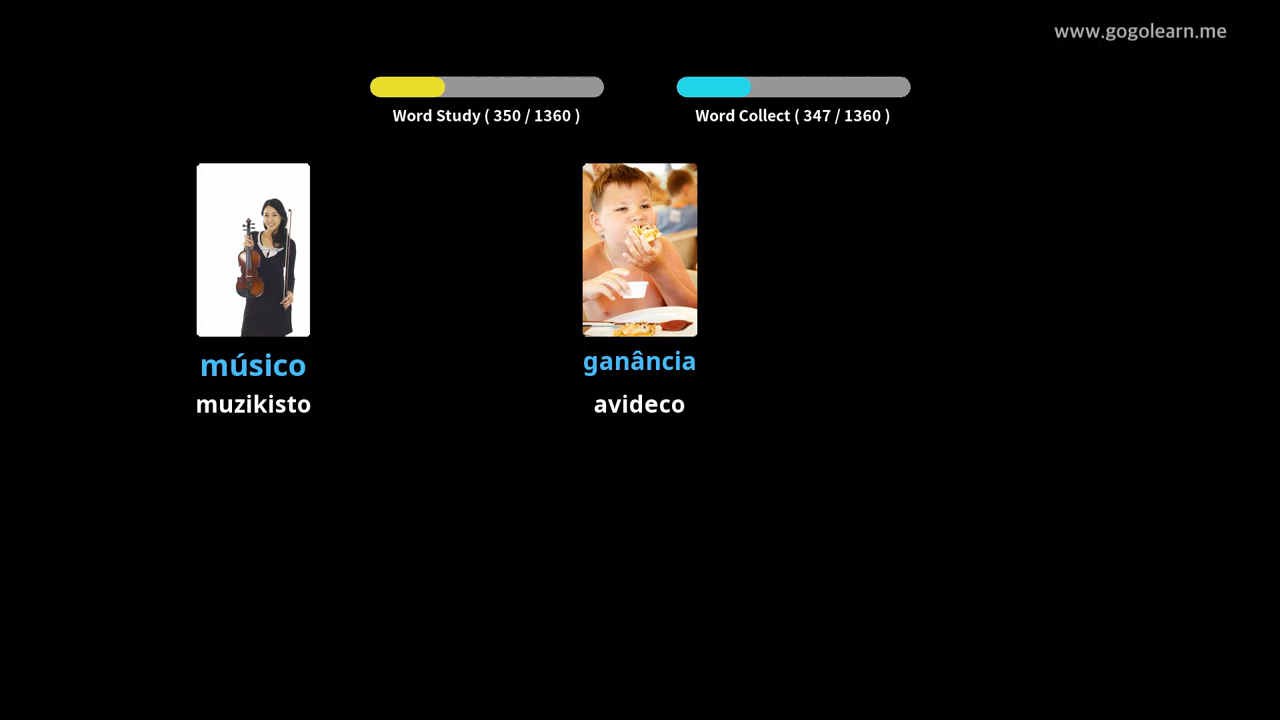 www.gogolearn.me
Word Study ( 350 / 1360 )
Word Collect ( 347 / 1360 )
músico
ganância
muzikisto
avideco